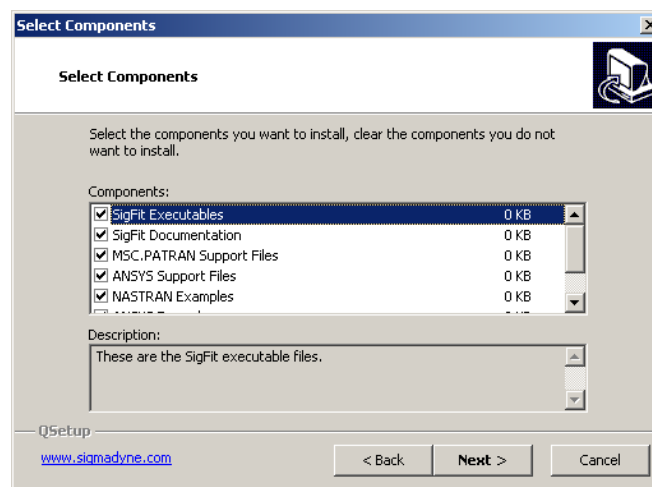 Select Components
Select Components
Select the components you want to install, clear the components you do not
want to install.
Components:
SigFit Executables 0 KB
SigFit Documentation 0 KB
MSC.PATRAN Support Files 0 KB
ANSYS Support Files 0 KB
NASTRAN Examples 0 KB
Description:
These are the SigFit executable files.
QSetup
www.sigmadyne.com
< Back Next > Cancel